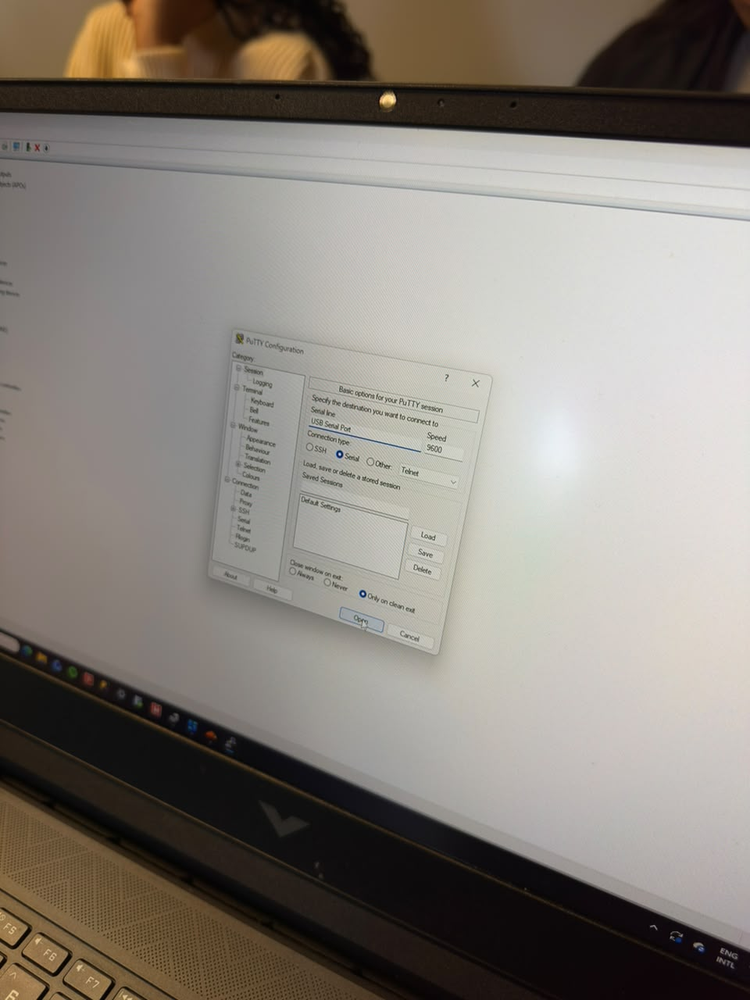 jects (APOs)
PuTTY Configuration
?
Category:
Session
Logging
Terminal
Keyboard
Bell
Features
Window
Appearance
Behaviour
Translation
Selection
Colours
Connection
Data
Proxy
SSH
Serial
Telnet
Rlogin
SUPDUP
Basic options for your PuTTY session
Specify the destination you want to connect to
Serial line
Speed
USB Serial Port
9600
Connection type:
SSH
Serial
Other:
Telnet
Load, save or delete a stored session
Saved Sessions
Default Settings
Load
Save
Delete
Close window on exit:
Always
Never
Only on clean exit
About
Help
Open
Cancel
ENG
INTL
F5
F6
F7